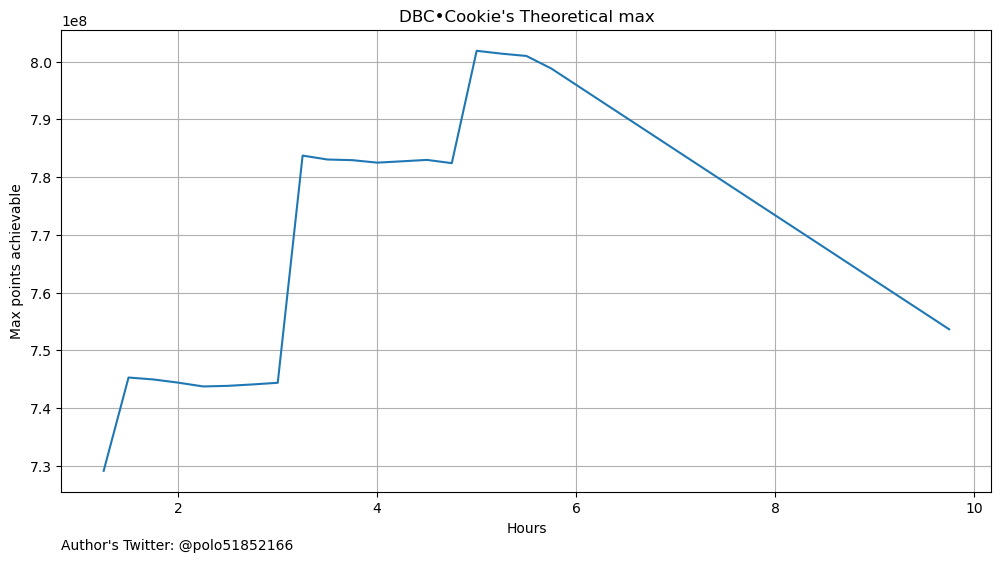 DBC•Cookie's Theoretical max
1e8
8.0
7.9
7.8
7.7
7.6
7.5
7.4
7.3
Max points achievable
2 4 6 8 10
Hours
Author's Twitter: @polo51852166